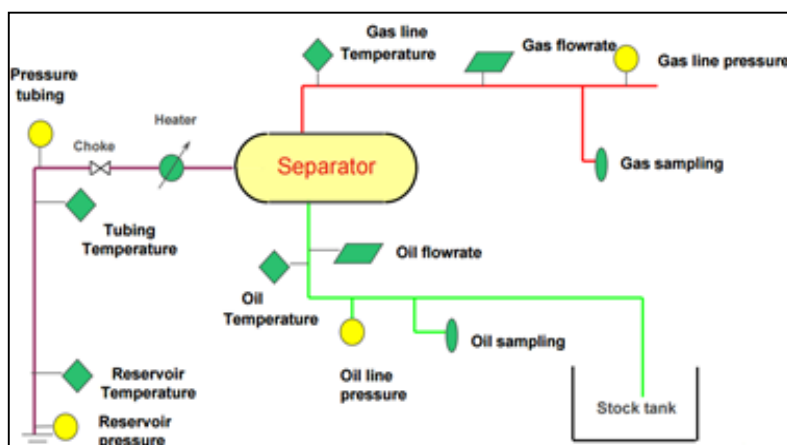 Gas line
Temperature
Gas flowrate
Gas line pressure
Pressure
tubing
Choke
Heater
Separator
Gas sampling
Tubing
Temperature
Oil flowrate
Oil
Temperature
Oil sampling
Oil line
pressure
Reservoir
Temperature
Reservoir
pressure
Stock tank